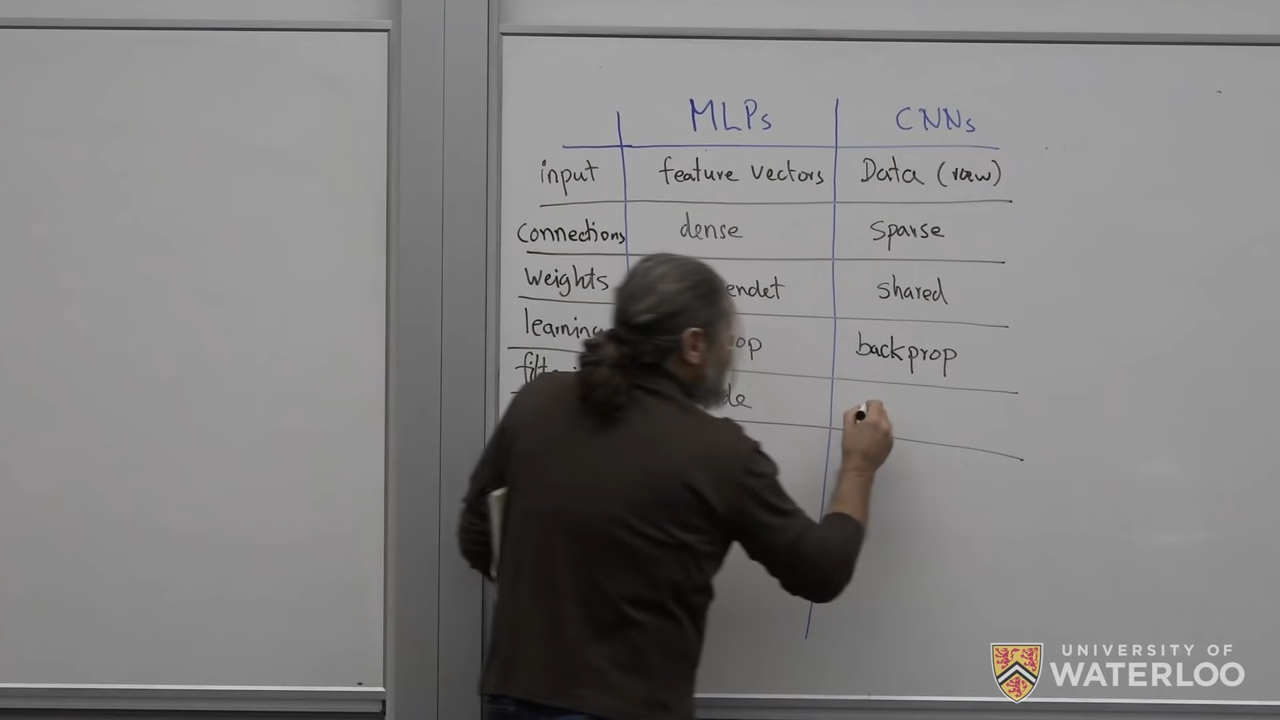 MLPs CNNs
input feature vectors Data (raw)
Connections dense Sparse
Weights endet shared
learning op backprop
filte de
UNIVERSITY OF
WATERLOO